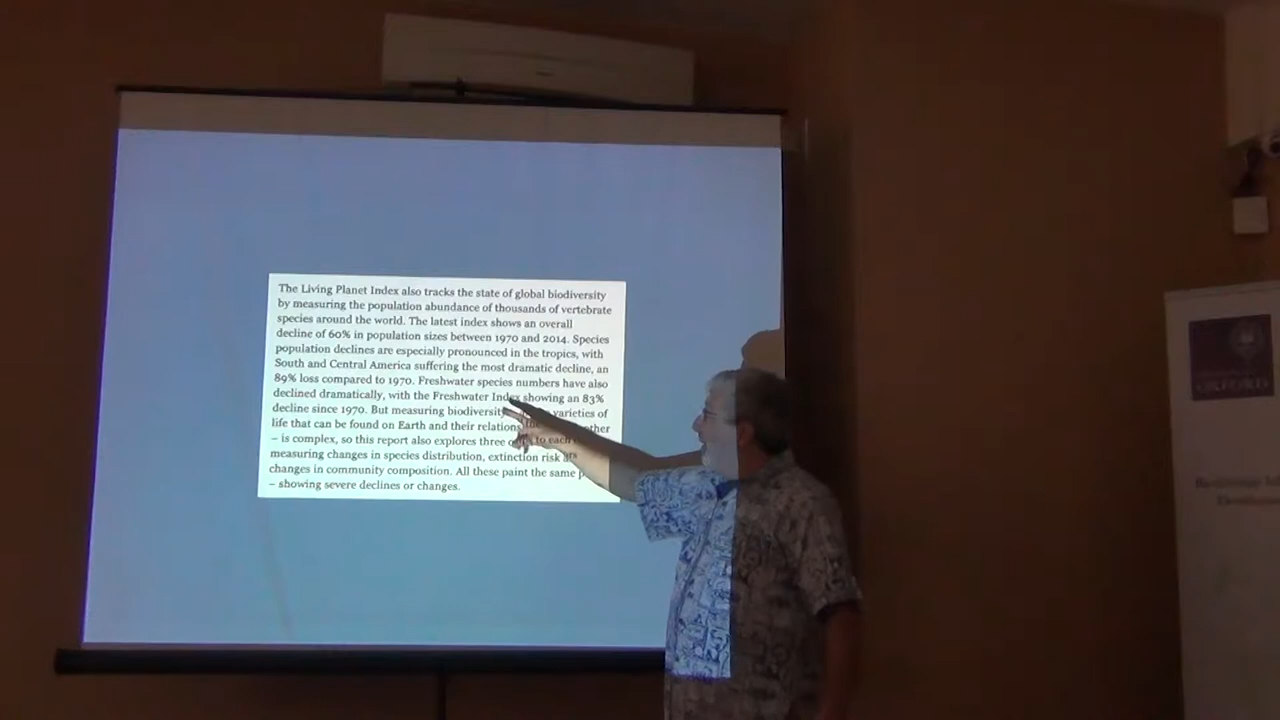 The Living Planet Index also tracks the state of global biodiversity
by measuring the population abundance of thousands of vertebrate
species around the world. The latest index shows an overall
decline of 60% in population sizes between 1970 and 2014. Species
population declines are especially pronounced in the tropics, with
South and Central America suffering the most dramatic decline, an
89% loss compared to 1970. Freshwater species numbers have also
declined dramatically, with the Freshwater Index showing an 83%
decline since 1970. But measuring biodiversity varieties of
life that can be found on Earth and their relations
– is complex, so this report also explores three
measuring changes in species distribution, extinction risk
changes in community composition. All these paint the same
– showing severe declines or changes.
OXFORD